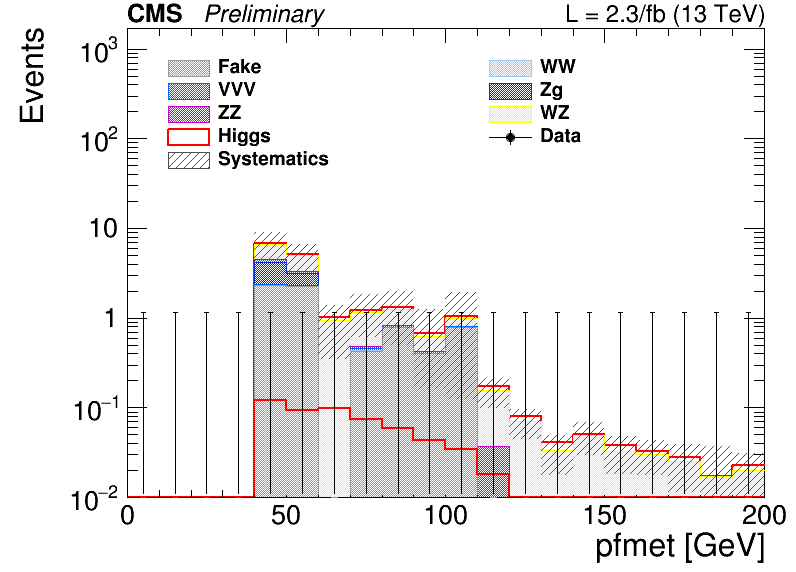 CMS Preliminary L = 2.3/fb (13 TeV)
Events
10³
10²
10
1
10⁻¹
10⁻²
Fake
VVV
ZZ
Higgs
Systematics
WW
Zg
WZ
Data
0 50 100 150 200
pfmet [GeV]